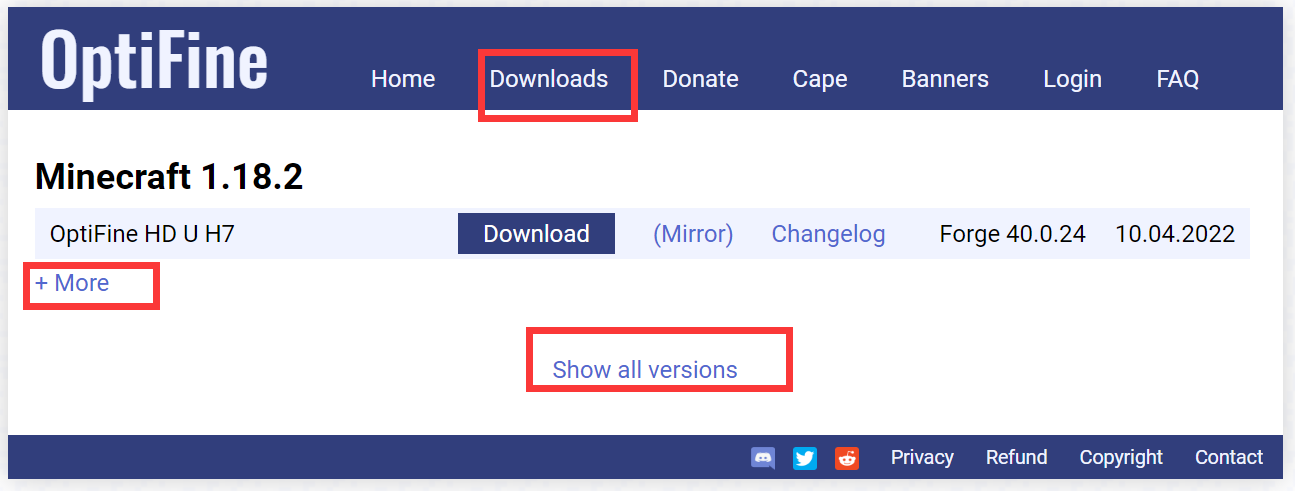 OptiFine
Home Downloads Donate Cape Banners Login FAQ
Minecraft 1.18.2
OptiFine HD U H7 Download (Mirror) Changelog Forge 40.0.24 10.04.2022
+ More
Show all versions
Privacy Refund Copyright Contact